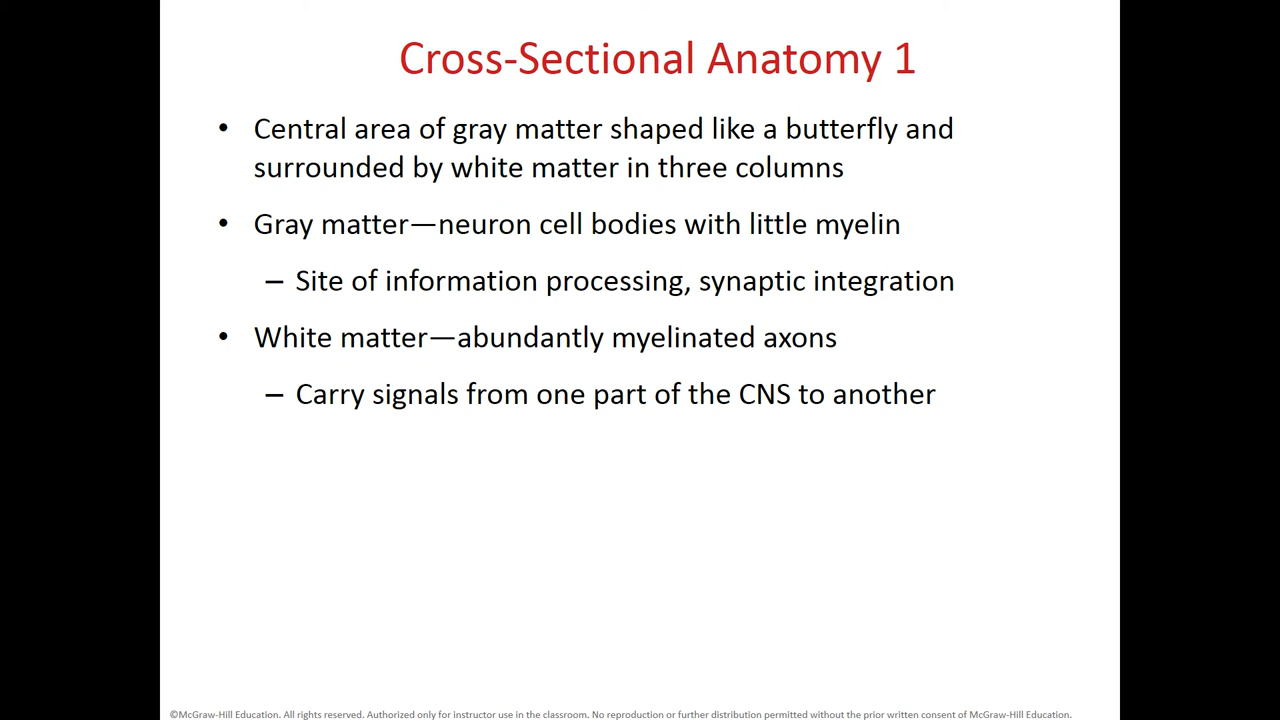 Cross-Sectional Anatomy 1
• Central area of gray matter shaped like a butterfly and
surrounded by white matter in three columns
• Gray matter—neuron cell bodies with little myelin
– Site of information processing, synaptic integration
• White matter—abundantly myelinated axons
– Carry signals from one part of the CNS to another
©McGraw-Hill Education. All rights reserved. Authorized only for instructor use in the classroom. No reproduction or further distribution permitted without the prior written consent of McGraw-Hill Education.